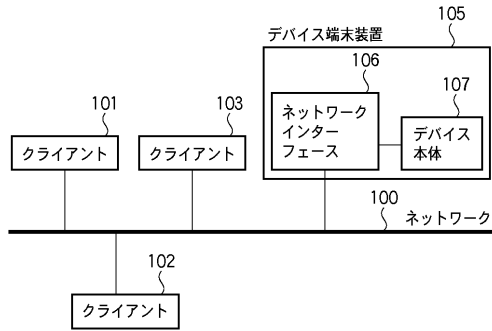 105
デバイス端末装置
106
ネットワーク
インター
フェース
107
デバイス
本体
101
クライアント
103
クライアント
100
ネットワーク
102
クライアント